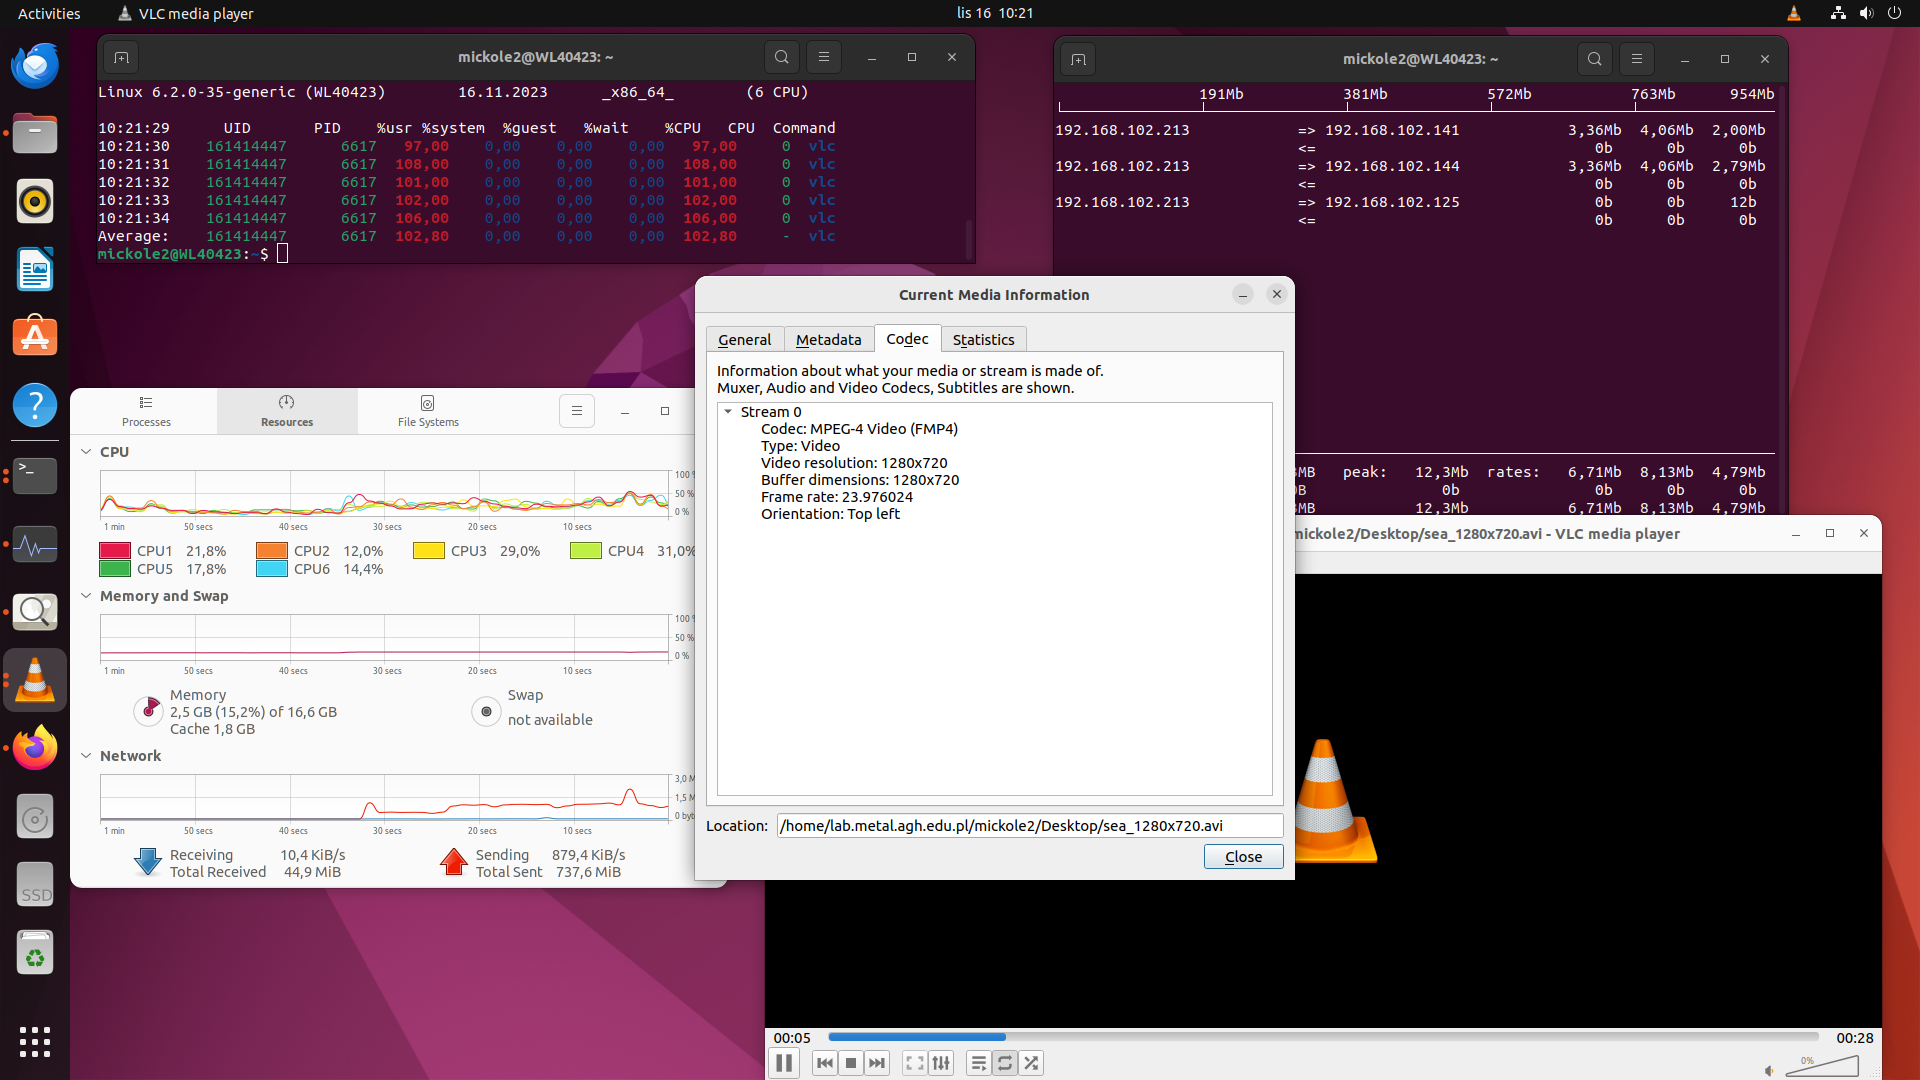 Activities VLC media player lis 16 10:21
mickole2@WL40423: ~
Linux 6.2.0-35-generic (WL40423) 16.11.2023 _x86_64_ (6 CPU)
10:21:29 UID PID %usr %system %guest %wait %CPU CPU Command
10:21:30 161414447 6617 97,00 0,00 0,00 0,00 97,00 0 vlc
10:21:31 161414447 6617 108,00 0,00 0,00 0,00 108,00 0 vlc
10:21:32 161414447 6617 101,00 0,00 0,00 0,00 101,00 0 vlc
10:21:33 161414447 6617 102,00 0,00 0,00 0,00 102,00 0 vlc
10:21:34 161414447 6617 106,00 0,00 0,00 0,00 106,00 0 vlc
Average: 161414447 6617 102,80 0,00 0,00 0,00 102,80 - vlc
mickole2@WL40423:~$
mickole2@WL40423: ~
191Mb 381Mb 572Mb 763Mb 954Mb
192.168.102.213 => 192.168.102.141 3,36Mb 4,06Mb 2,00Mb
<= 0b 0b 0b
192.168.102.213 => 192.168.102.144 3,36Mb 4,06Mb 2,79Mb
<= 0b 0b 0b
192.168.102.213 => 192.168.102.125 0b 0b 12b
<= 0b 0b 0b
MB peak: 12,3Mb rates: 6,71Mb 8,13Mb 4,79Mb
0b 0b 0b 0b
MB 12,3Mb 6,71Mb 8,13Mb 4,79Mb
Processes Resources File Systems
CPU
100 %
50 %
0 %
1 min 50 secs 40 secs 30 secs 20 secs 10 secs
CPU1 21,8% CPU2 12,0% CPU3 29,0% CPU4 31,0%
CPU5 17,8% CPU6 14,4%
Memory and Swap
100 %
50 %
0 %
1 min 50 secs 40 secs 30 secs 20 secs 10 secs
Memory
2,5 GB (15,2%) of 16,6 GB
Cache 1,8 GB
Swap
not available
Network
3,0 M
1,5 M
0 byt
1 min 50 secs 40 secs 30 secs 20 secs 10 secs
Receiving 10,4 KiB/s
Total Received 44,9 MiB
Sending 879,4 KiB/s
Total Sent 737,6 MiB
Current Media Information
General Metadata Codec Statistics
Information about what your media or stream is made of.
Muxer, Audio and Video Codecs, Subtitles are shown.
Stream 0
Codec: MPEG-4 Video (FMP4)
Type: Video
Video resolution: 1280x720
Buffer dimensions: 1280x720
Frame rate: 23.976024
Orientation: Top left
Location: /home/lab.metal.agh.edu.pl/mickole2/Desktop/sea_1280x720.avi
Close
mickole2/Desktop/sea_1280x720.avi - VLC media player
00:05 00:28
0%
SSD